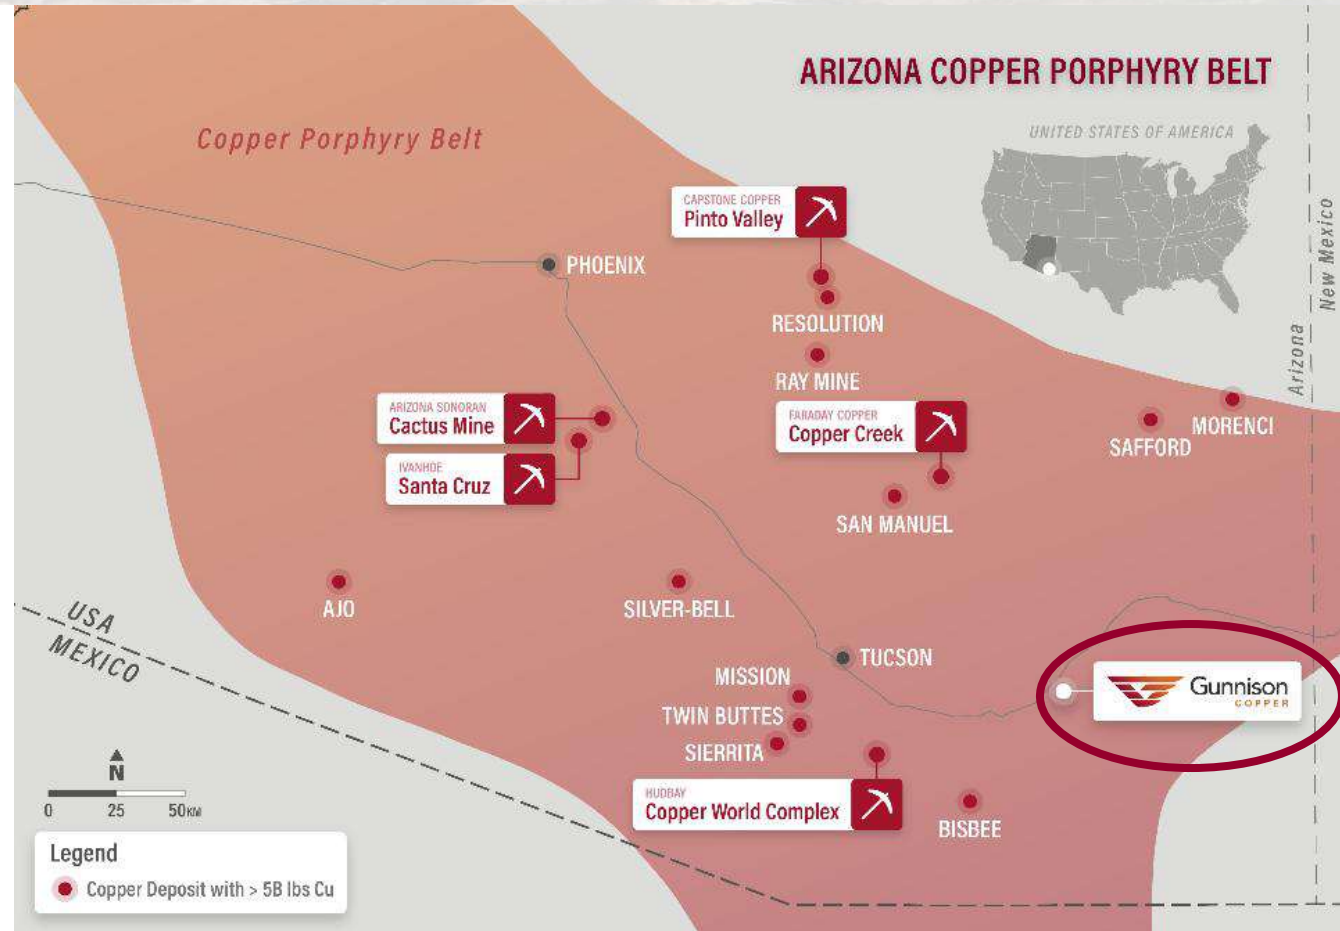 ARIZONA COPPER PORPHYRY BELT
Copper Porphyry Belt
UNITED STATES OF AMERICA
CAPSTONE COPPER
Pinto Valley
New Mexico
Arizona
PHOENIX
RESOLUTION
RAY MINE
ARIZONA SONORAN
Cactus Mine
FARADAY COPPER
Copper Creek
MORENCI
SAFFORD
IVANHOE
Santa Cruz
SAN MANUEL
AJO
SILVER-BELL
USA
MEXICO
TUCSON
MISSION
Gunnison
COPPER
TWIN BUTTES
SIERRITA
N
0 25 50KM
HUDBAY
Copper World Complex
BISBEE
Legend
Copper Deposit with > 5B lbs Cu